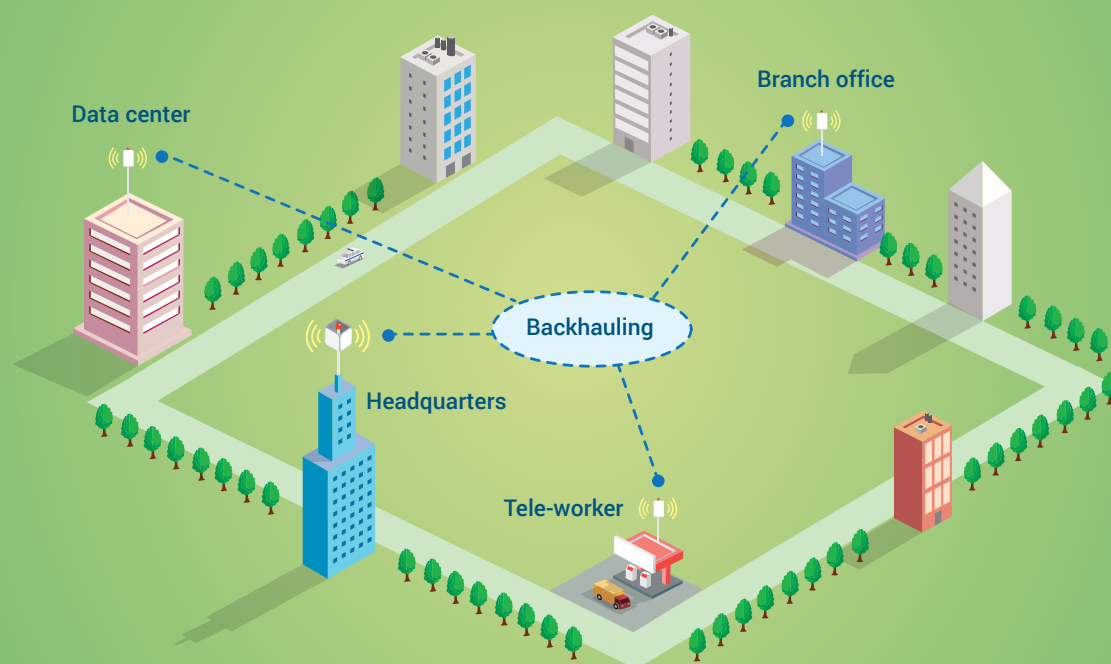 Branch office
Data center
Backhauling
Headquarters
Tele-worker